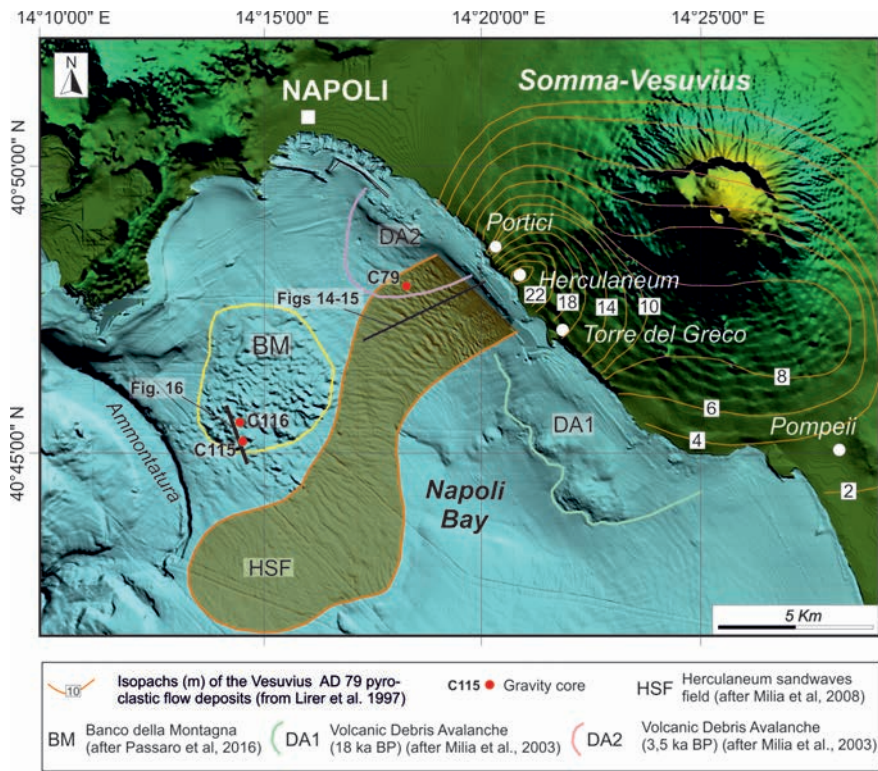 14°10'00" E 14°15'00" E 14°20'00" E 14°25'00" E
N
NAPOLI
Somma-Vesuvius
40°50'00" N
Portici
DA2
C79
Herculaneum
22 18 14 10
Figs 14-15
Torre del Greco
BM
8
Fig. 16
6
C116
DA1
Pompeii
4
C115
40°45'00" N
Ammontatura
Napoli
Bay
2
HSF
5 Km
10
Isopachs (m) of the Vesuvius AD 79 pyro-
clastic flow deposits (from Lirer et al. 1997)
C115 Gravity core
HSF Herculaneum sandwaves
field (after Milia et al, 2008)
BM Banco della Montagna
(after Passaro et al, 2016)
DA1 Volcanic Debris Avalanche
(18 ka BP) (after Milia et al., 2003)
DA2 Volcanic Debris Avalanche
(3,5 ka BP) (after Milia et al., 2003)